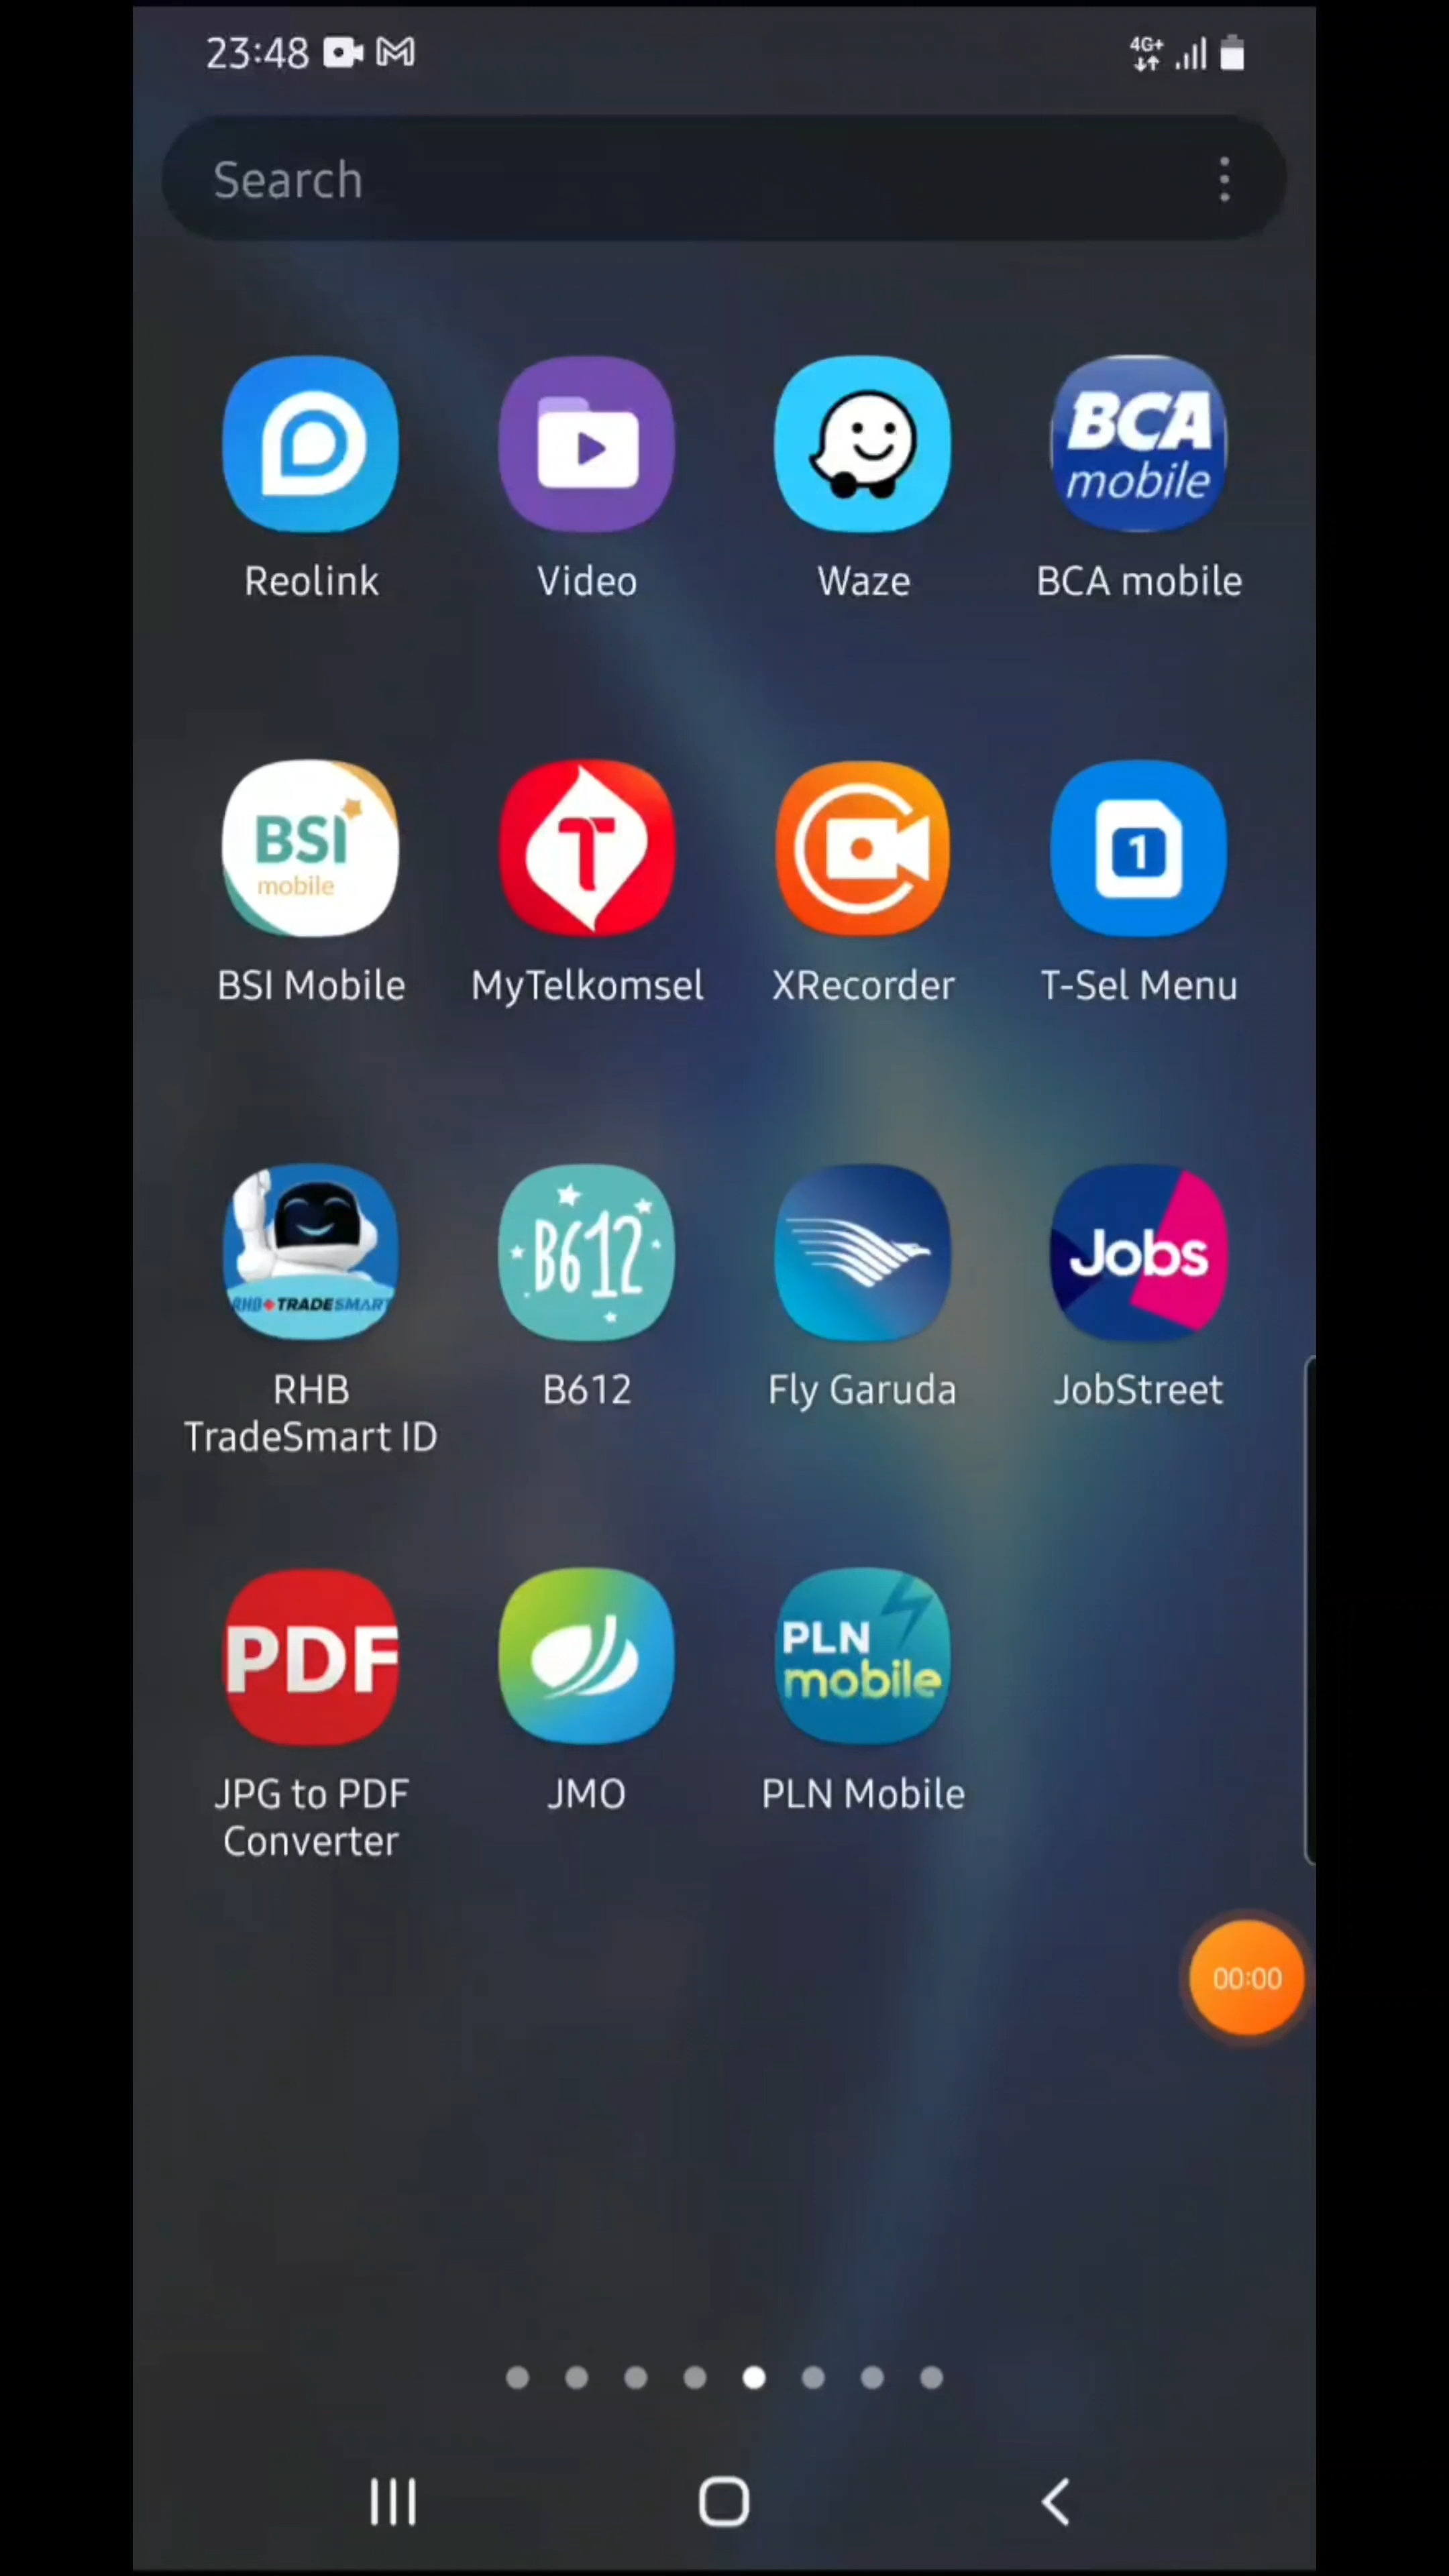 23:48
4G+
Search
BCA
mobile
Reolink
Video
Waze
BCA mobile
BSI
mobile
T
1
BSI Mobile
MyTelkomsel
XRecorder
T-Sel Menu
RHB TRADESMART
B612
Jobs
RHB
TradeSmart ID
B612
Fly Garuda
JobStreet
PDF
PLN
mobile
JPG to PDF
Converter
JMO
PLN Mobile
00:00